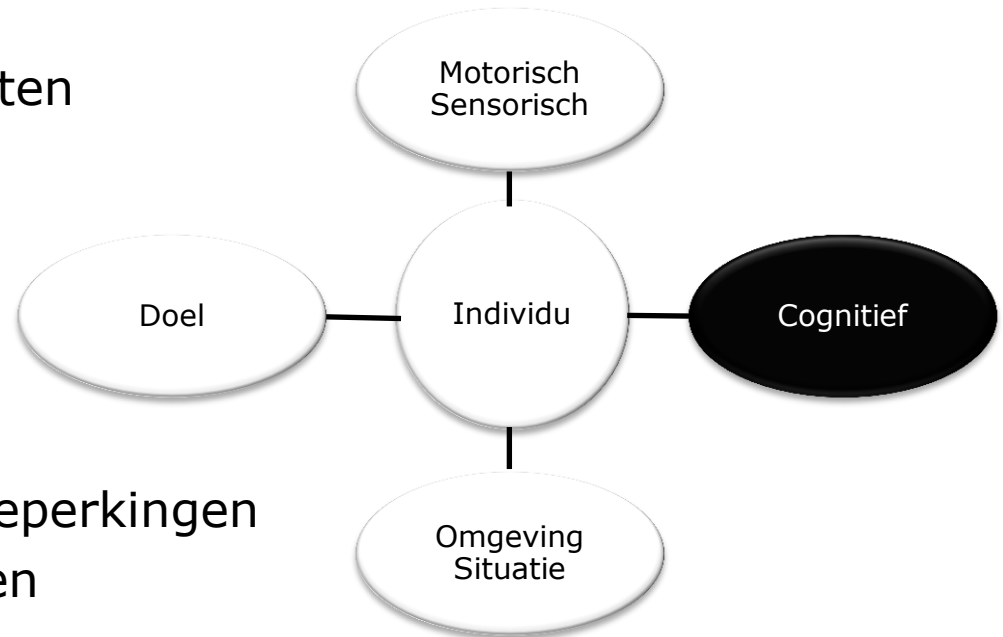 Motorisch
Sensorisch
ten
Doel
Individu
Cognitief
eperkingen
Omgeving
Situatie
en